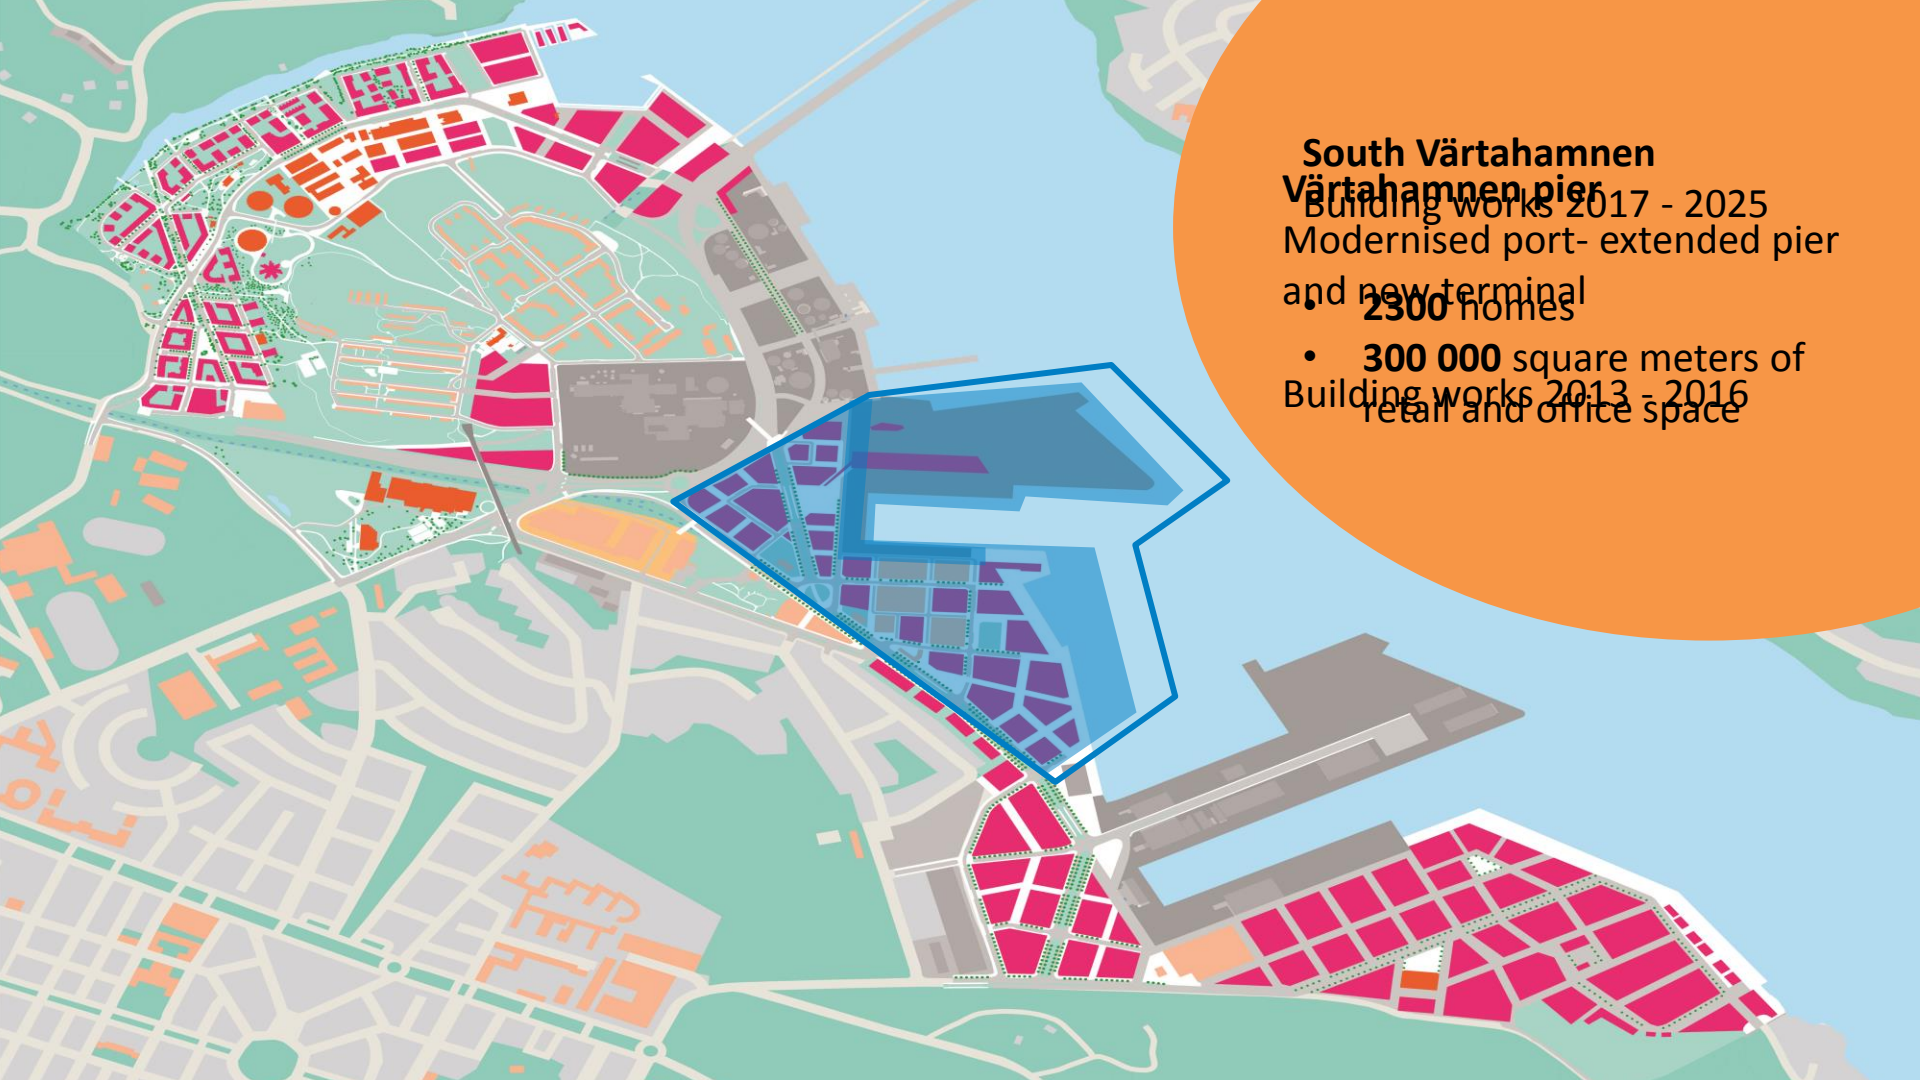 South Värtahamnen
Building works 2017 - 2025
• 2300 homes
• 300 000 square meters of
retail and office space
Värtahamnen pier
Modernised port- extended pier
and new terminal
Building works 2013 - 2016